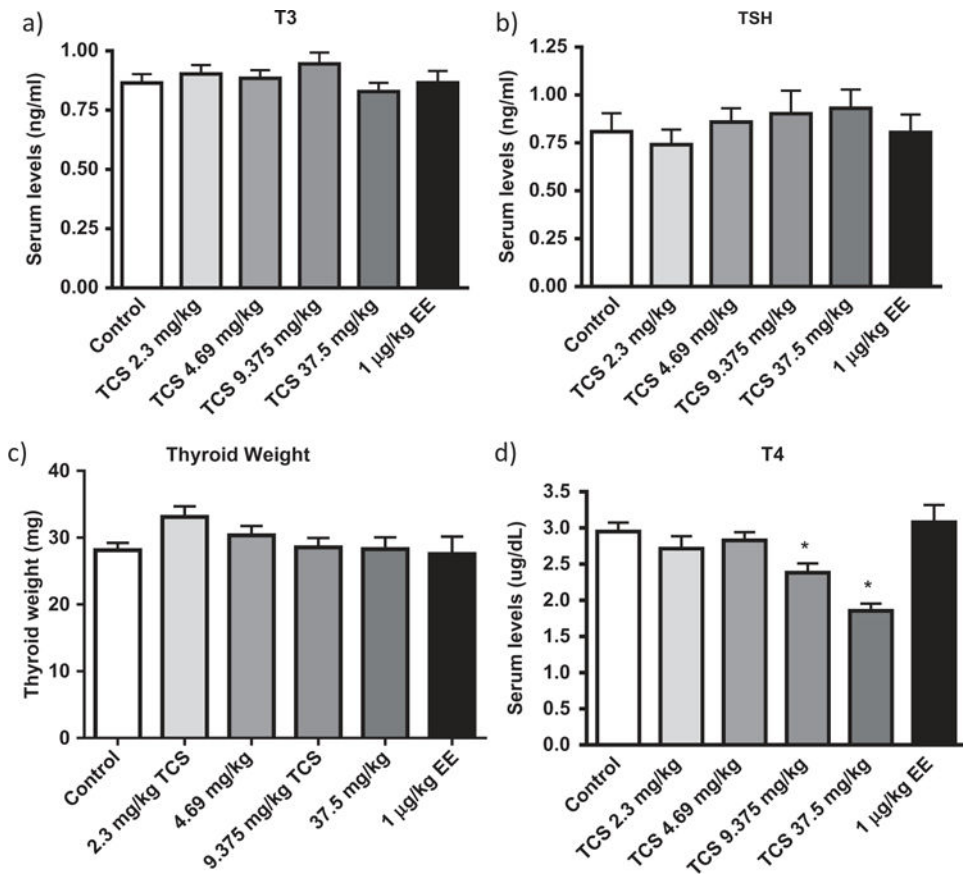 a)
T3
Serum levels (ng/ml)
1.00
0.75
0.50
0.25
0.00
Control
TCS 2.3 mg/kg
TCS 4.69 mg/kg
TCS 9.375 mg/kg
TCS 37.5 mg/kg
1 µg/kg EE
b)
TSH
Serum levels (ng/ml)
1.25
1.00
0.75
0.50
0.25
0.00
Control
TCS 2.3 mg/kg
TCS 4.69 mg/kg
TCS 9.375 mg/kg
TCS 37.5 mg/kg
1 µg/kg EE
c)
Thyroid Weight
Thyroid weight (mg)
40
30
20
10
0
Control
2.3 mg/kg TCS
4.69 mg/kg
9.375 mg/kg TCS
37.5 mg/kg
1 µg/kg EE
d)
T4
Serum levels (ug/dL)
3.5
3.0
2.5
2.0
1.5
1.0
0.5
0.0
*
*
Control
TCS 2.3 mg/kg
TCS 4.69 mg/kg
TCS 9.375 mg/kg
TCS 37.5 mg/kg
1 µg/kg EE